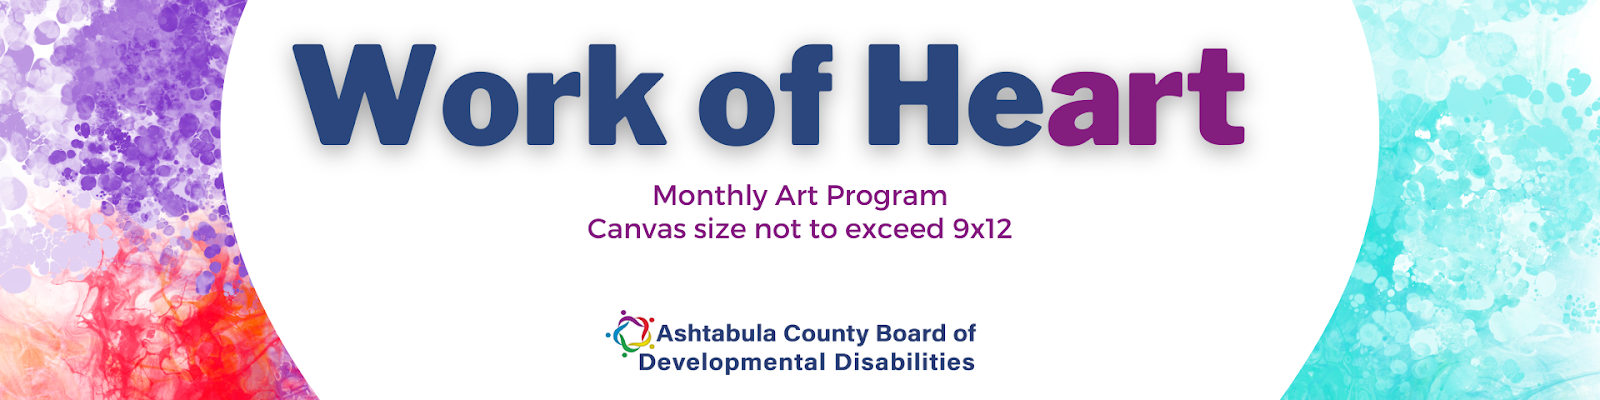 Work of Heart
Monthly Art Program
Canvas size not to exceed 9x12
Ashtabula County Board of
Developmental Disabilities